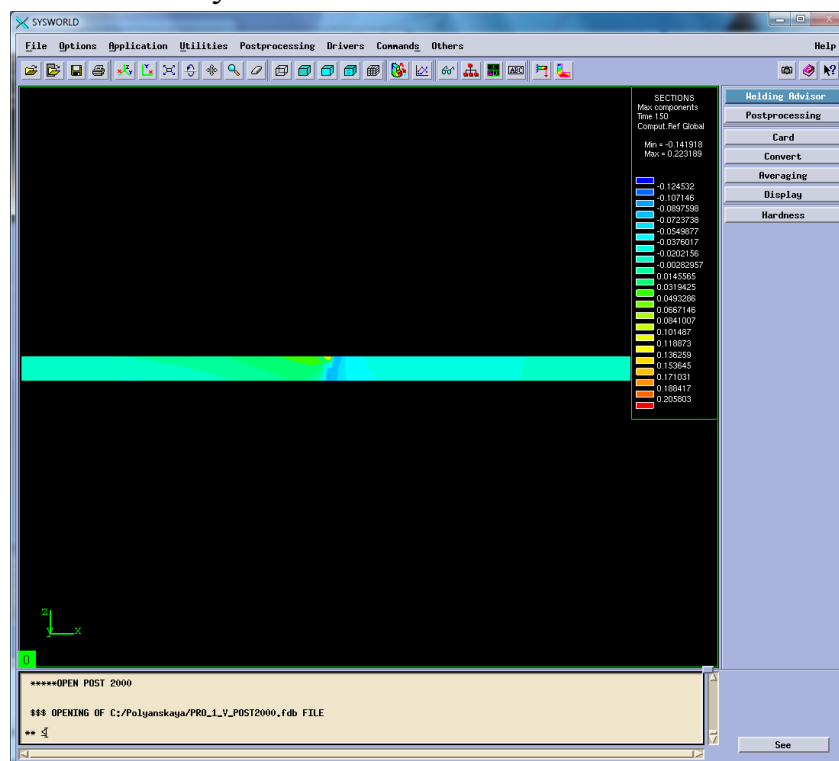 SYSWORLD
File Options Application Utilities Postprocessing Drivers Commands Others Help
ABC
SECTIONS
Max components
Time 150
Comput.Ref Global
Min = -0.141918
Max = 0.223189
-0.124532
-0.107146
-0.0897598
-0.0723738
-0.0549877
-0.0376017
-0.0202156
-0.00282957
0.0145565
0.0319425
0.0493286
0.0667146
0.0841007
0.101487
0.118873
0.136259
0.153645
0.171031
0.188417
0.205803
Welding Advisor
Postprocessing
Card
Convert
Averaging
Display
Hardness
z
y x
0
*****OPEN POST 2000
$$$ OPENING OF C:/Polyanskaya/PRO_1_V_POST2000.fdb FILE
**
See